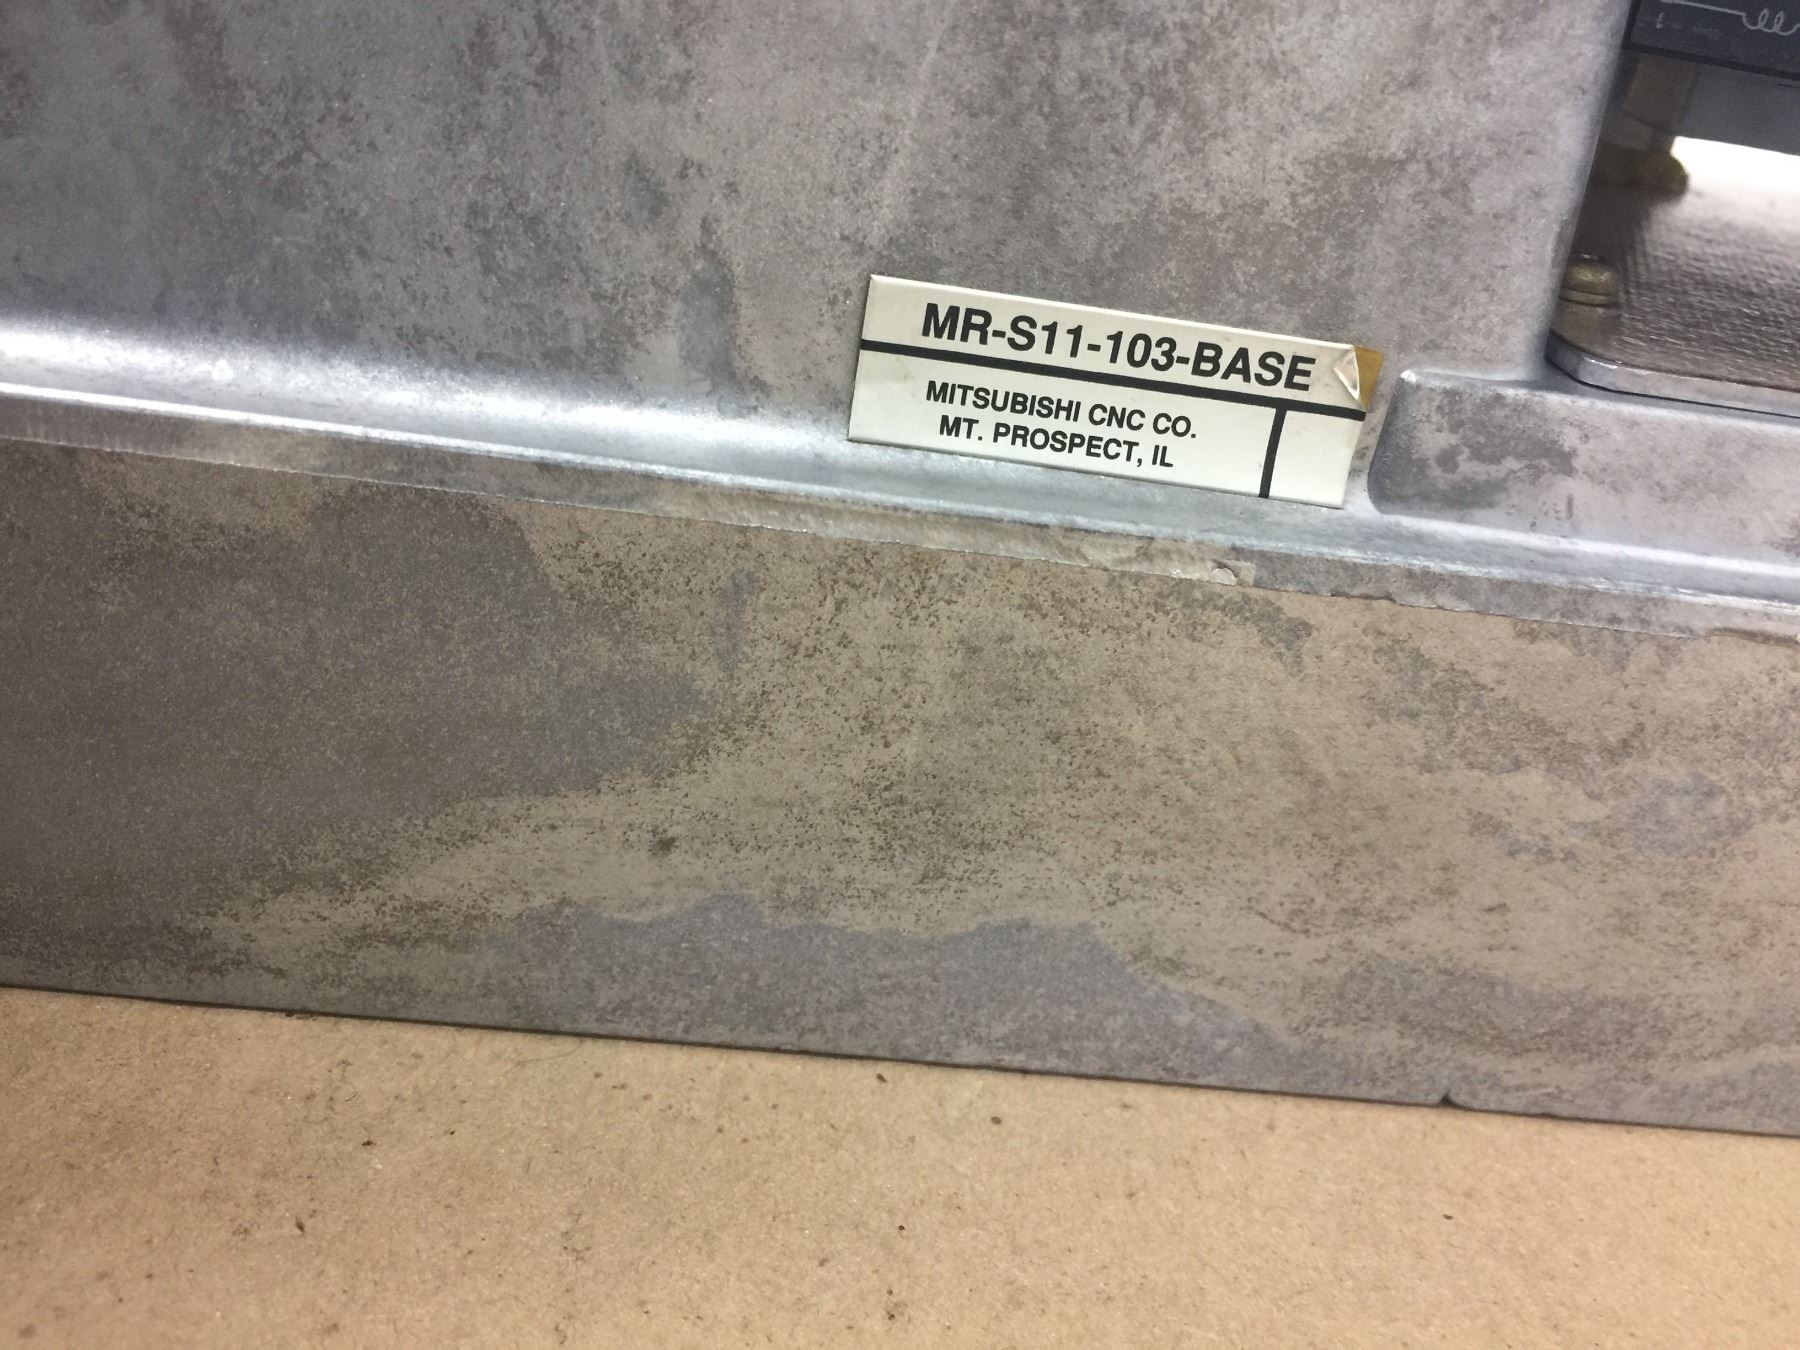 MR-S11-103-BASE
MITSUBISHI CNC CO.
MT. PROSPECT, IL